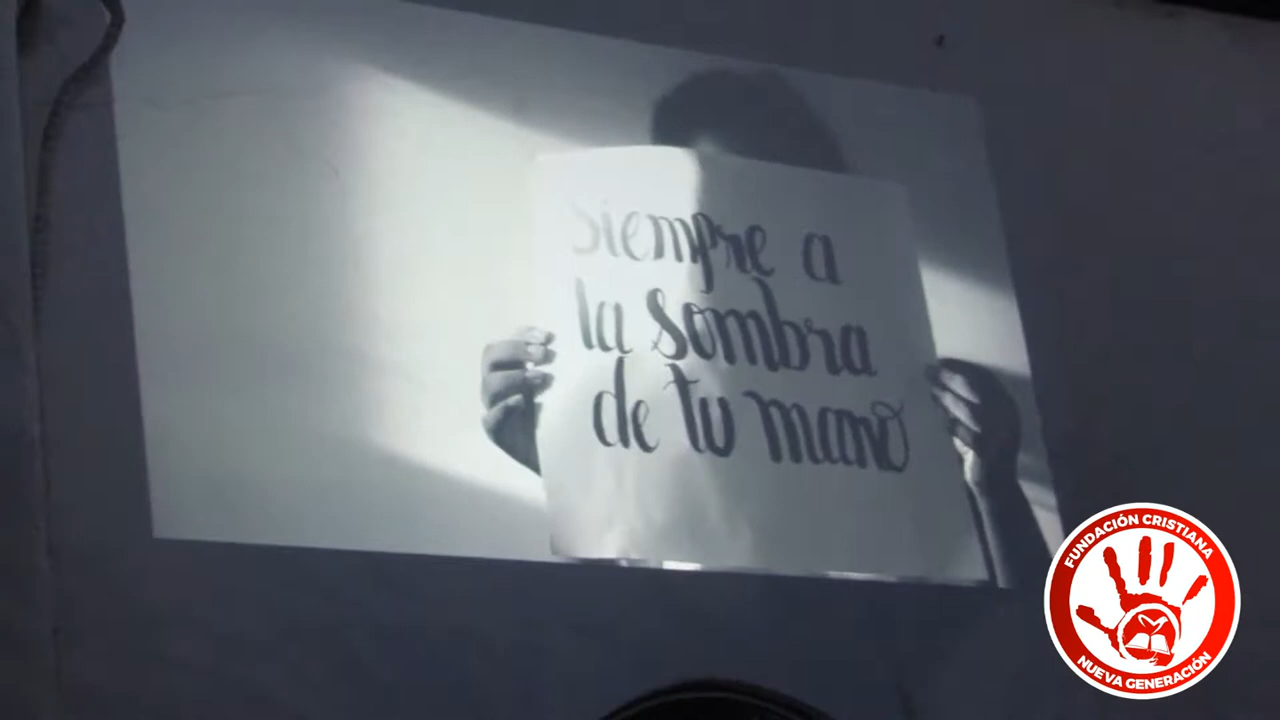 Siempre a
la sombra
de tu mano
FUNDACIÓN CRISTIANA
NUEVA GENERACIÓN